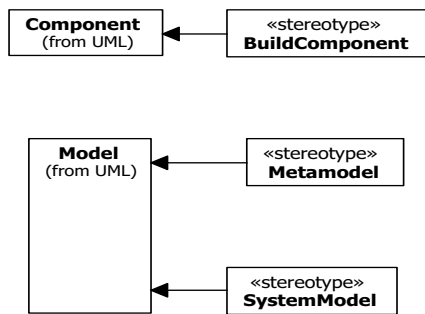 Component
(from UML)
«stereotype»
BuildComponent
Model
(from UML)
«stereotype»
Metamodel
«stereotype»
SystemModel